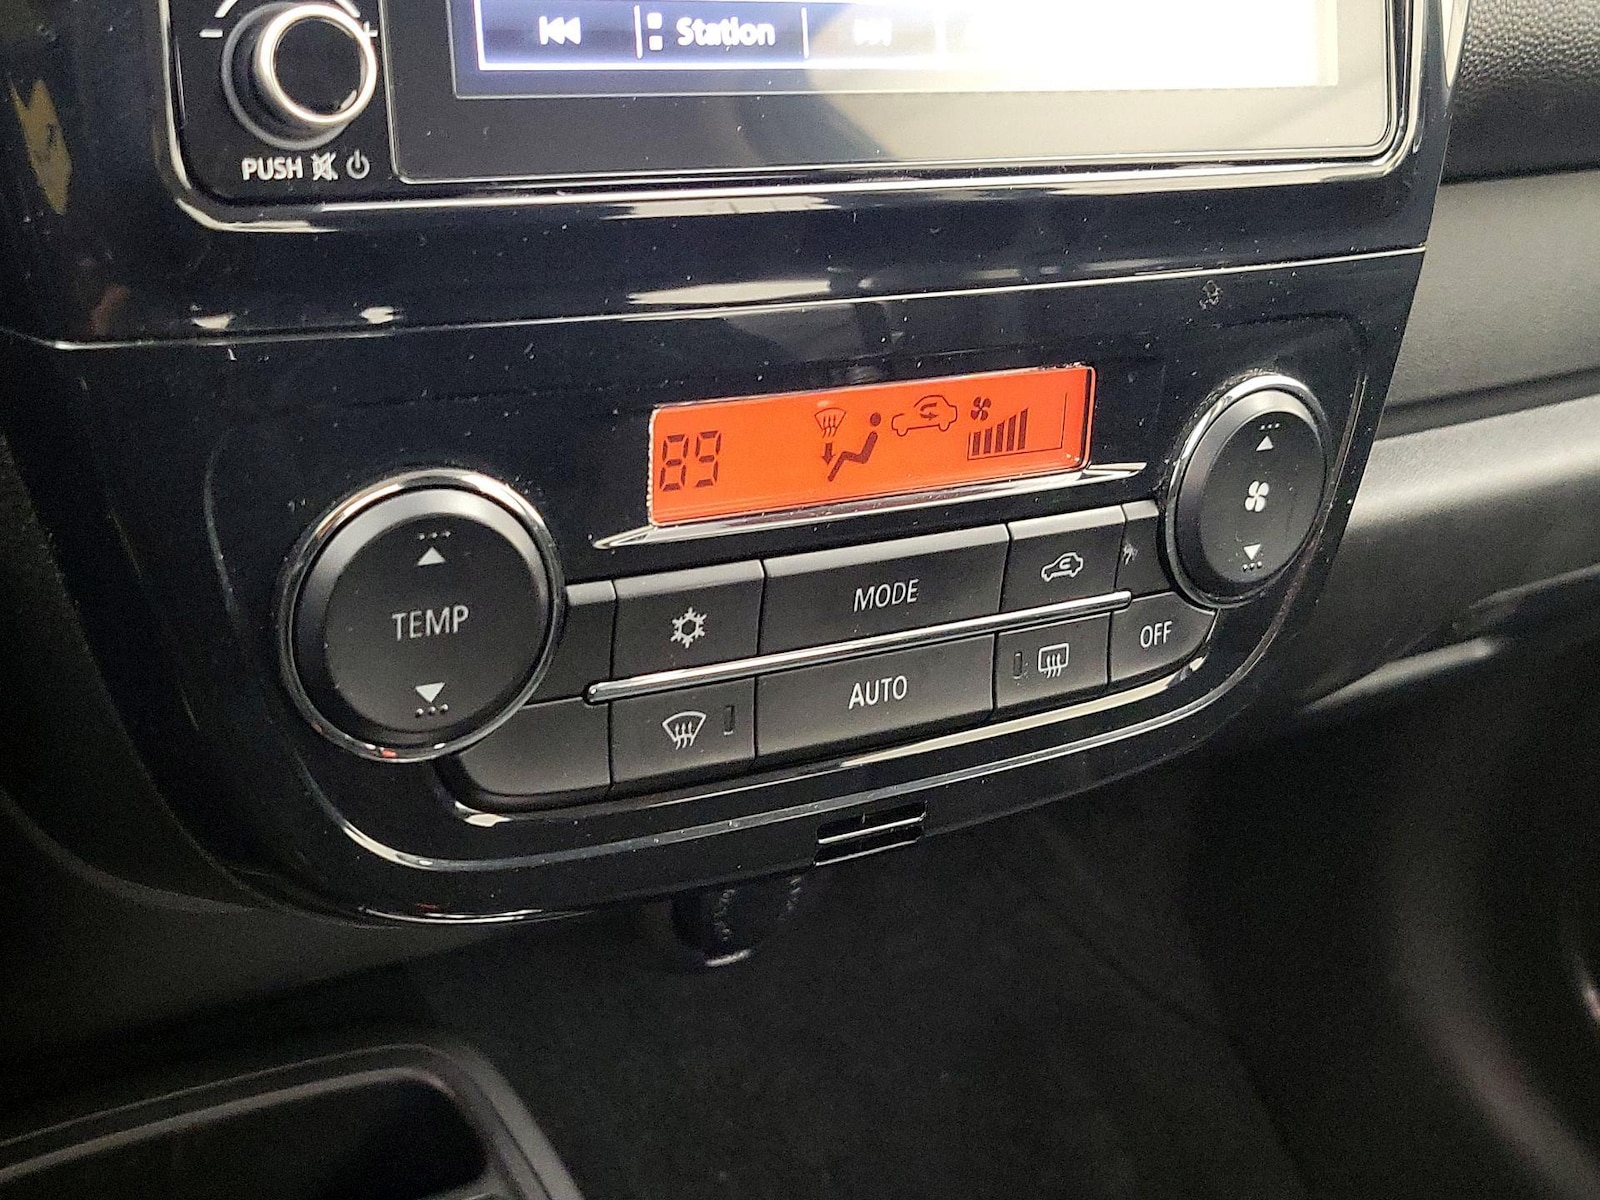 Station
PUSH
89
TEMP
MODE
AUTO
OFF